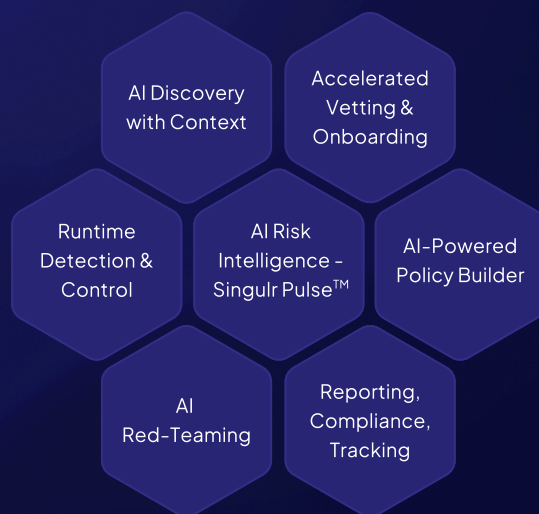 AI Discovery
with Context
Accelerated
Vetting &
Onboarding
Runtime
Detection &
Control
AI Risk
Intelligence -
Singulr Pulse™
AI-Powered
Policy Builder
AI
Red-Teaming
Reporting,
Compliance,
Tracking